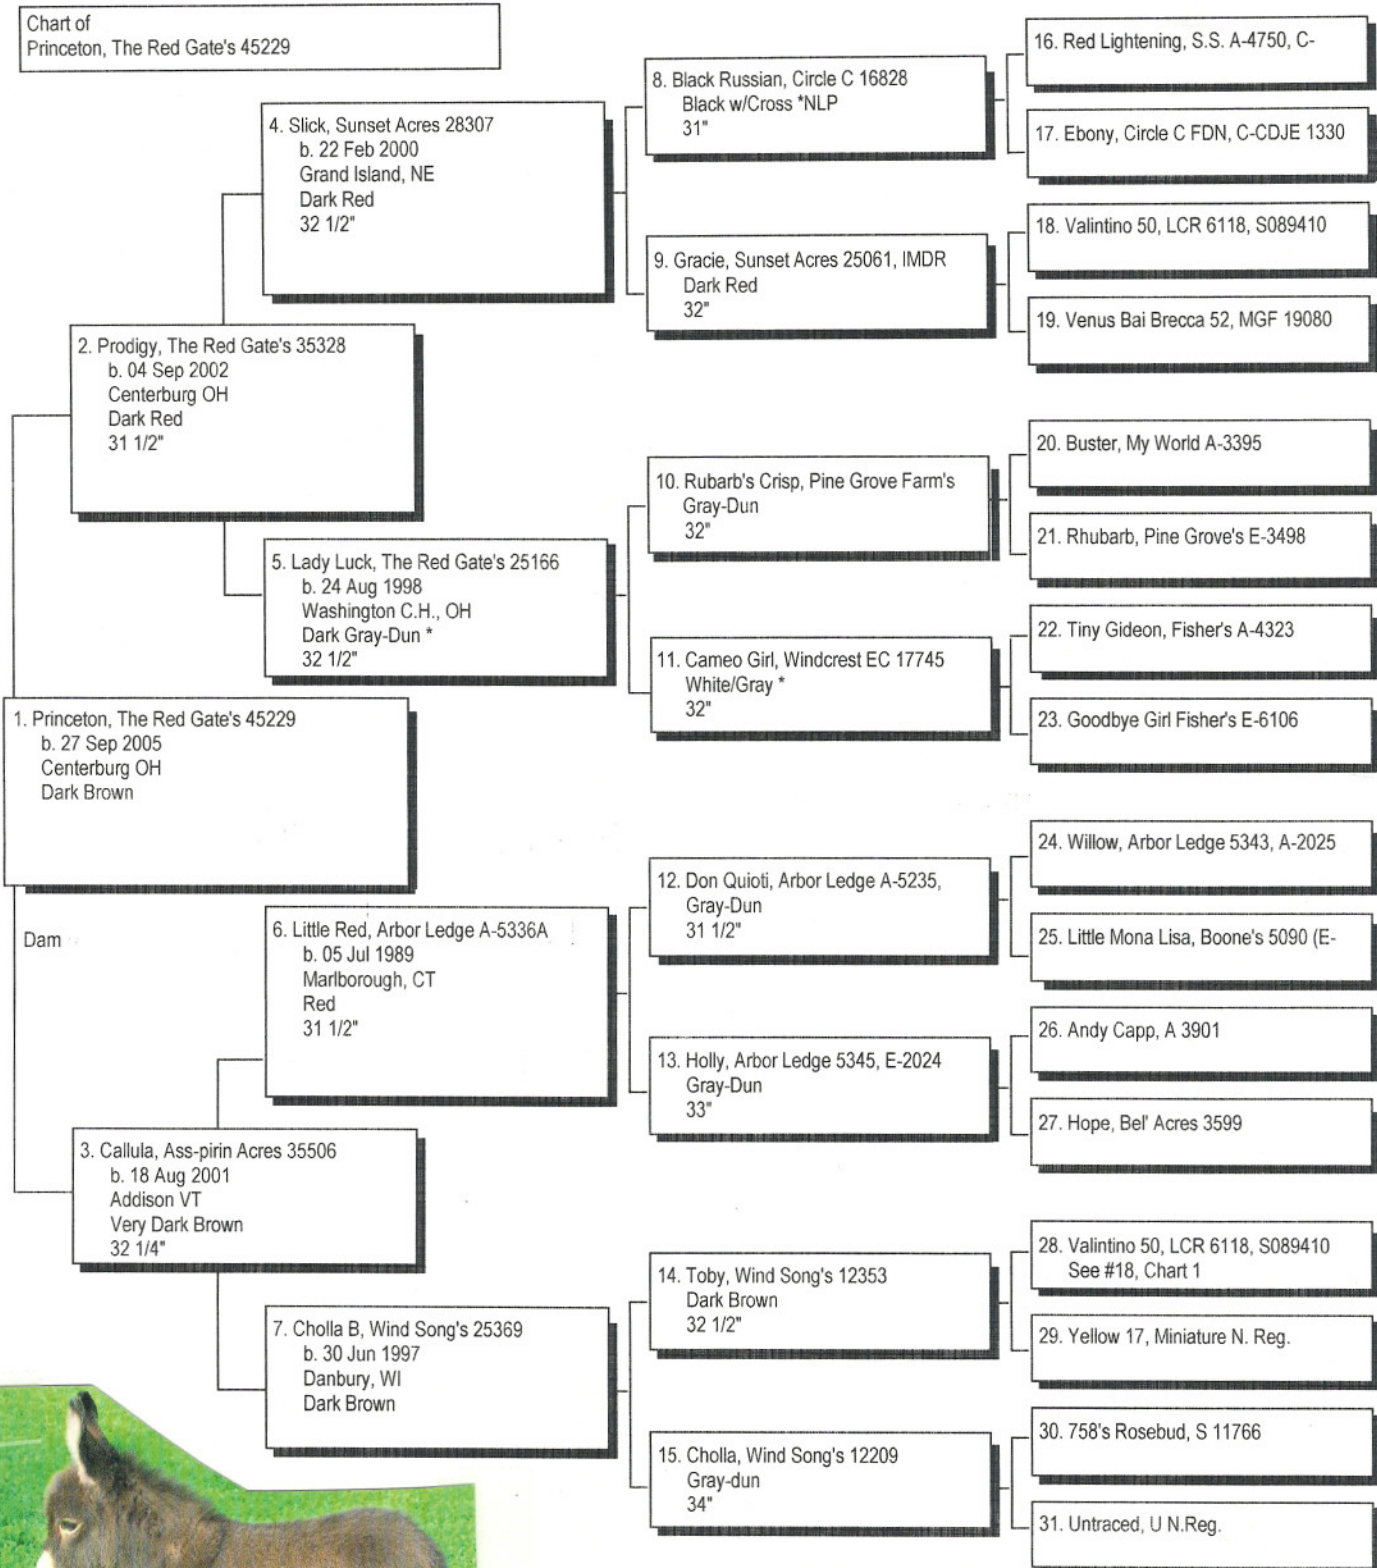 Chart of
Princeton, The Red Gate's 45229
1. Princeton, The Red Gate's 45229
b. 27 Sep 2005
Centerburg OH
Dark Brown
Dam
2. Prodigy, The Red Gate's 35328
b. 04 Sep 2002
Centerburg OH
Dark Red
31 1/2"
3. Callula, Ass-pirin Acres 35506
b. 18 Aug 2001
Addison VT
Very Dark Brown
32 1/4"
4. Slick, Sunset Acres 28307
b. 22 Feb 2000
Grand Island, NE
Dark Red
32 1/2"
5. Lady Luck, The Red Gate's 25166
b. 24 Aug 1998
Washington C.H., OH
Dark Gray-Dun *
32 1/2"
6. Little Red, Arbor Ledge A-5336A
b. 05 Jul 1989
Marlborough, CT
Red
31 1/2"
7. Cholla B, Wind Song's 25369
b. 30 Jun 1997
Danbury, WI
Dark Brown
8. Black Russian, Circle C 16828
Black w/Cross *NLP
31"
9. Gracie, Sunset Acres 25061, IMDR
Dark Red
32"
10. Rubarb's Crisp, Pine Grove Farm's
Gray-Dun
32"
11. Cameo Girl, Windcrest EC 17745
White/Gray *
32"
12. Don Quioti, Arbor Ledge A-5235,
Gray-Dun
31 1/2"
13. Holly, Arbor Ledge 5345, E-2024
Gray-Dun
33"
14. Toby, Wind Song's 12353
Dark Brown
32 1/2"
15. Cholla, Wind Song's 12209
Gray-dun
34"
16. Red Lightening, S.S. A-4750, C-
17. Ebony, Circle C FDN, C-CDJE 1330
18. Valintino 50, LCR 6118, S089410
19. Venus Bai Brecca 52, MGF 19080
20. Buster, My World A-3395
21. Rhubarb, Pine Grove's E-3498
22. Tiny Gideon, Fisher's A-4323
23. Goodbye Girl Fisher's E-6106
24. Willow, Arbor Ledge 5343, A-2025
25. Little Mona Lisa, Boone's 5090 (E-
26. Andy Capp, A 3901
27. Hope, Bel' Acres 3599
28. Valintino 50, LCR 6118, S089410
See #18, Chart 1
29. Yellow 17, Miniature N. Reg.
30. 758's Rosebud, S 11766
31. Untraced, U N.Reg.